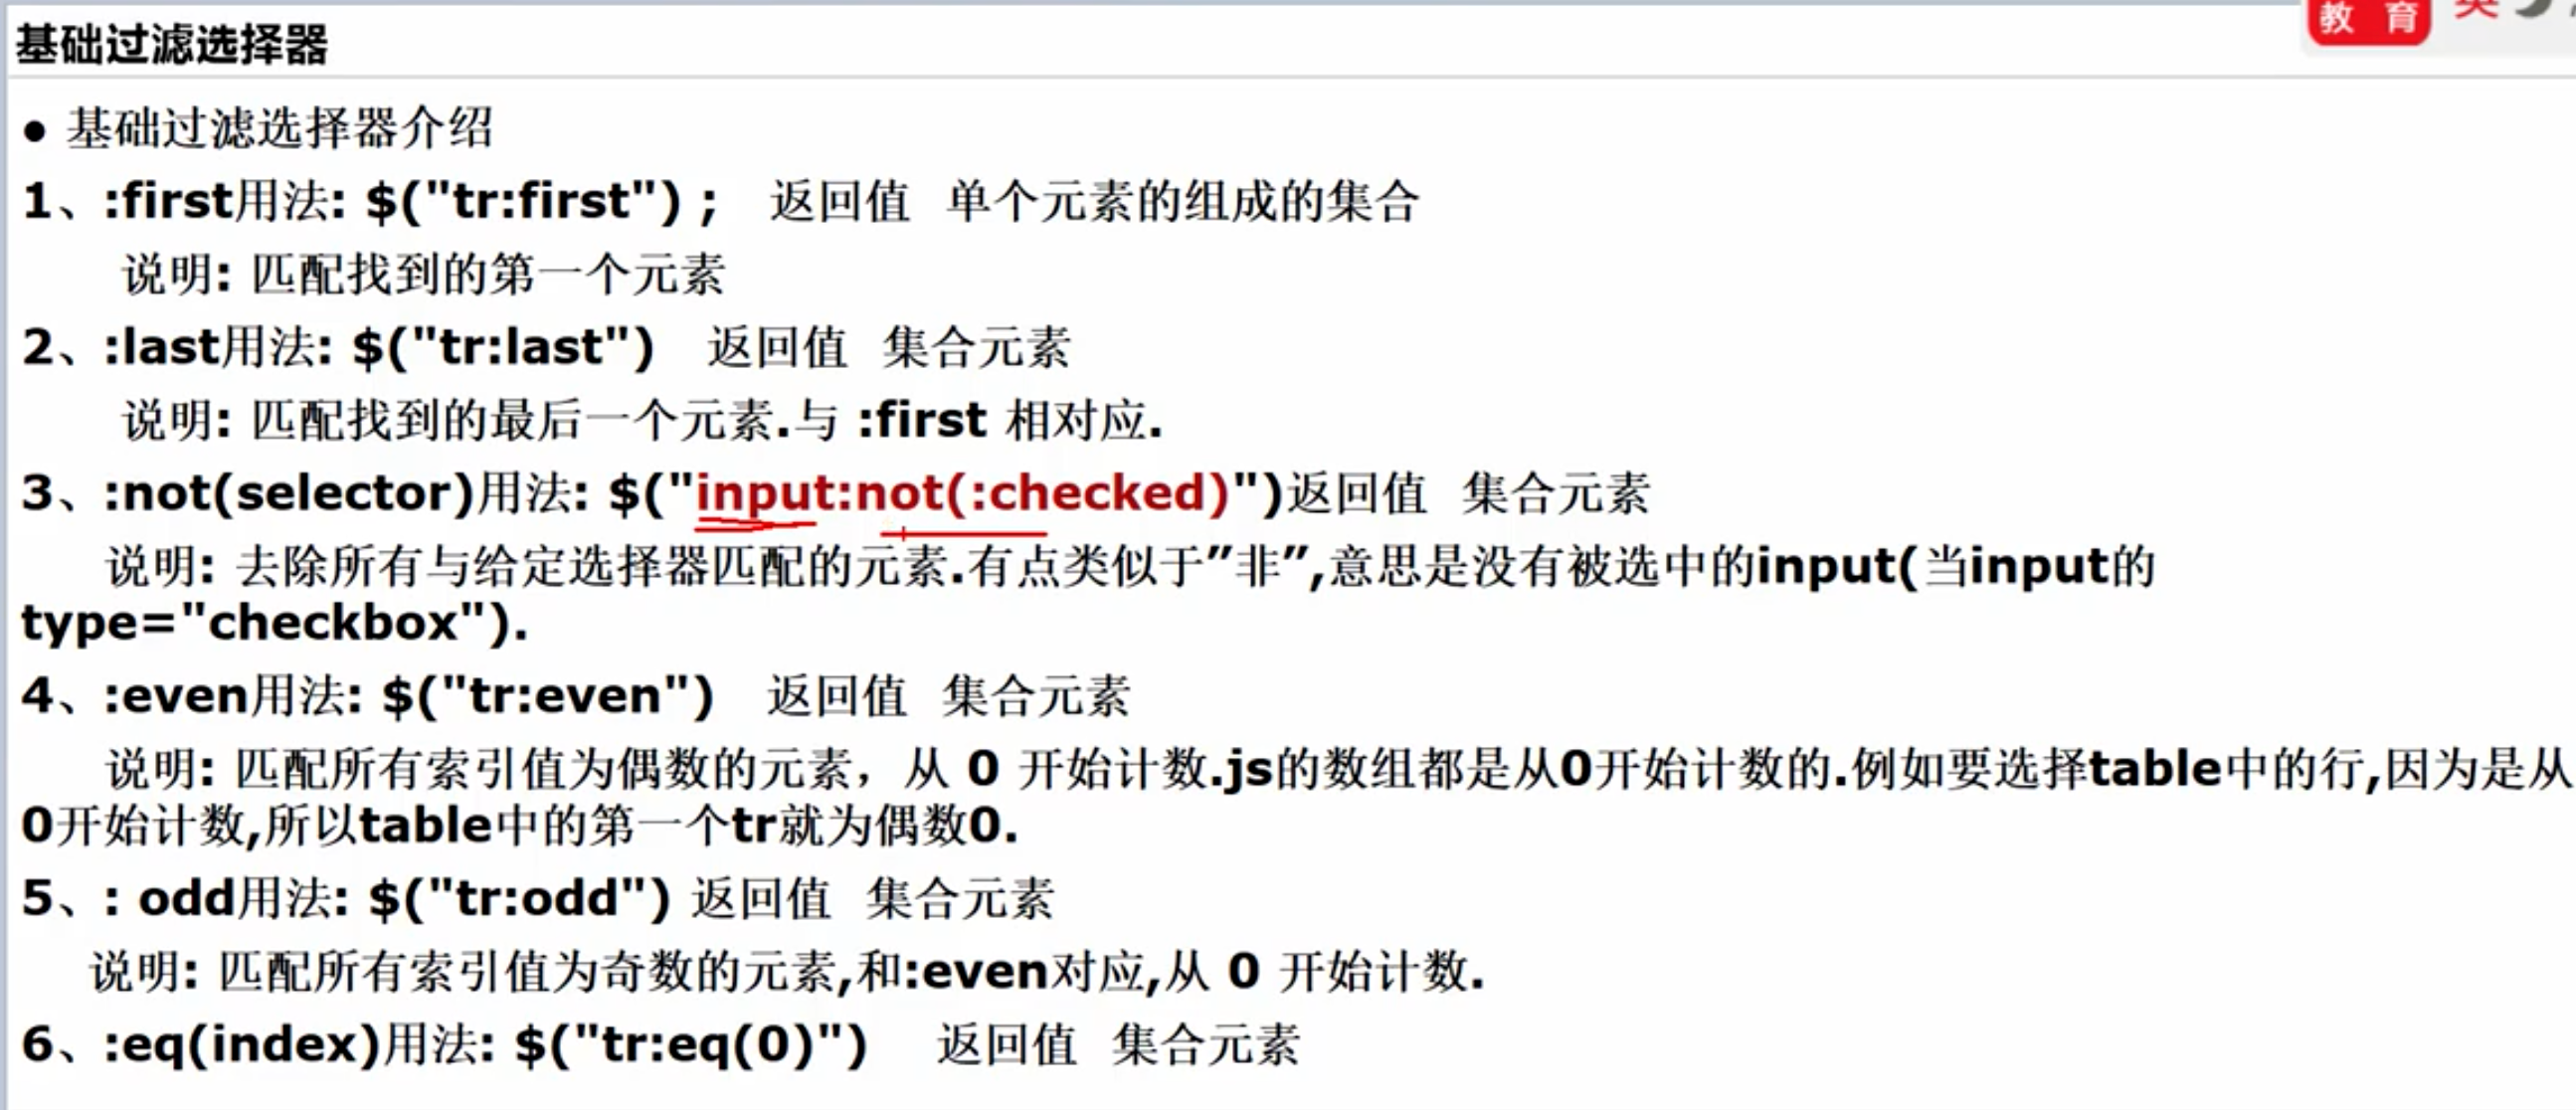 教 育 英
基础过滤选择器
● 基础过滤选择器介绍
1、:first用法: $("tr:first") ; 返回值 单个元素的组成的集合
说明: 匹配找到的第一个元素
2、:last用法: $("tr:last") 返回值 集合元素
说明: 匹配找到的最后一个元素.与 :first 相对应.
3、:not(selector)用法: $("input:not(:checked)")返回值 集合元素
说明: 去除所有与给定选择器匹配的元素.有点类似于”非”,意思是没有被选中的input(当input的
type="checkbox").
4、:even用法: $("tr:even") 返回值 集合元素
说明: 匹配所有索引值为偶数的元素，从 0 开始计数.js的数组都是从0开始计数的.例如要选择table中的行,因为是从
0开始计数,所以table中的第一个tr就为偶数0.
5、: odd用法: $("tr:odd") 返回值 集合元素
说明: 匹配所有索引值为奇数的元素,和:even对应,从 0 开始计数.
6、:eq(index)用法: $("tr:eq(0)") 返回值 集合元素